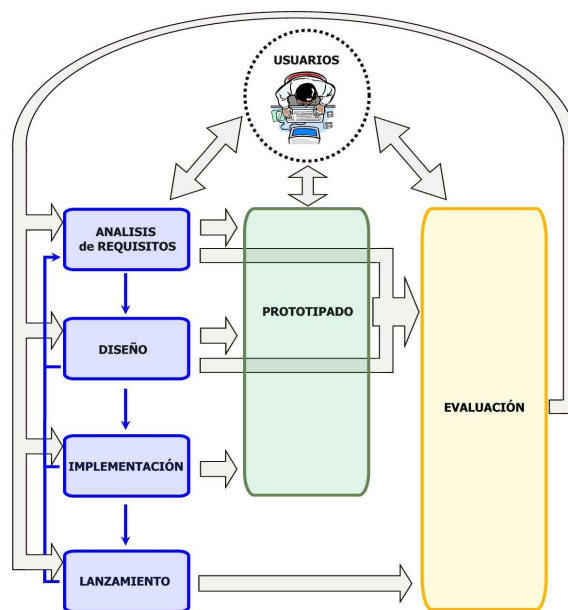 USUARIOS
ANALISIS
de REQUISITOS
PROTOTIPADO
DISEÑO
EVALUACIÓN
IMPLEMENTACIÓN
LANZAMIENTO